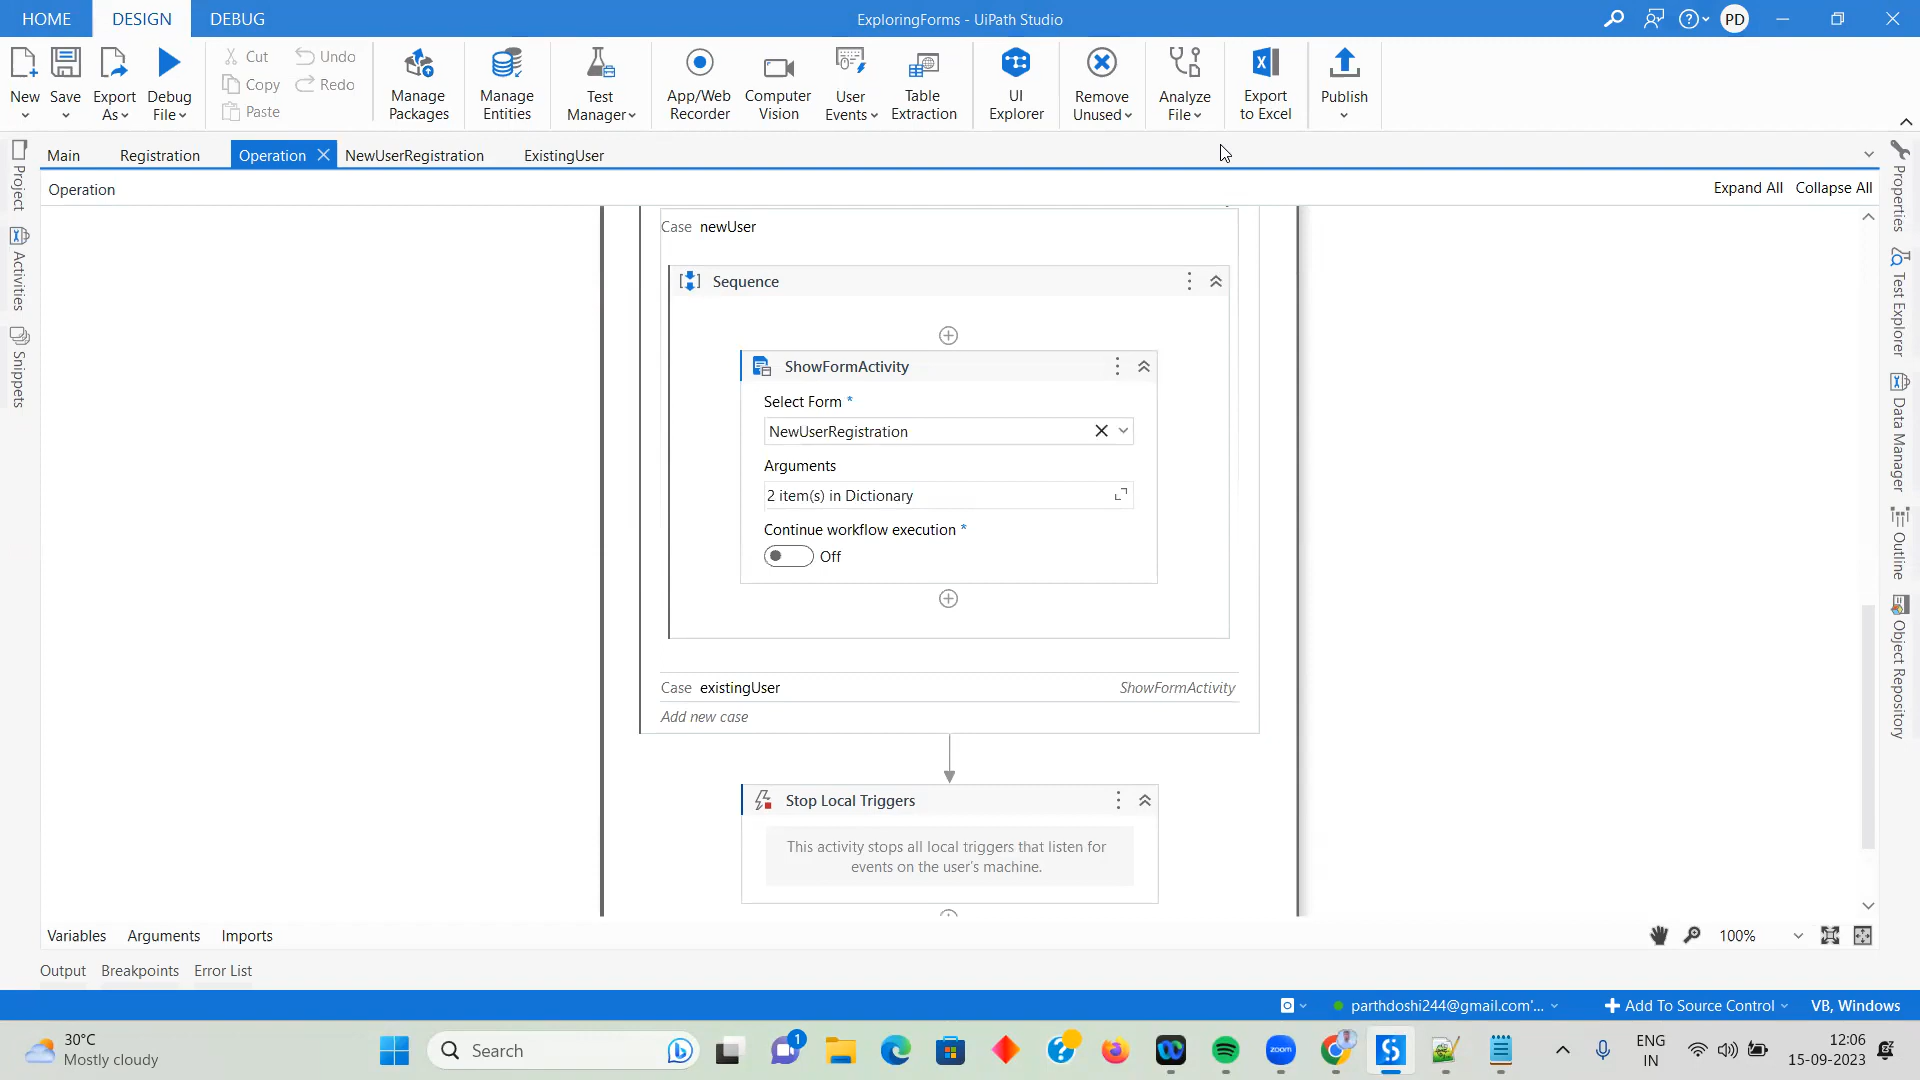 HOME DESIGN DEBUG ExploringForms - UiPath Studio PD
New Save Export As Debug File
Cut Copy Paste
Undo Redo
Manage Packages
Manage Entities
Test Manager
App/Web Recorder
Computer Vision
User Events
Table Extraction
UI Explorer
Remove Unused
Analyze File
Export to Excel
Publish
Main Registration Operation NewUserRegistration ExistingUser
Operation Expand All Collapse All
Project
Activities
Snippets
Case newUser
Sequence
ShowFormActivity
Select Form *
NewUserRegistration
Arguments
2 item(s) in Dictionary
Continue workflow execution *
Off
Case existingUser ShowFormActivity
Add new case
Stop Local Triggers
This activity stops all local triggers that listen for
events on the user's machine.
Properties
Test Explorer
Data Manager
Outline
Object Repository
Variables Arguments Imports 100%
Output Breakpoints Error List
parthdoshi244@gmail.com'... Add To Source Control VB, Windows
30°C
Mostly cloudy
Search
1
zoom
ENG
IN
12:06
15-09-2023